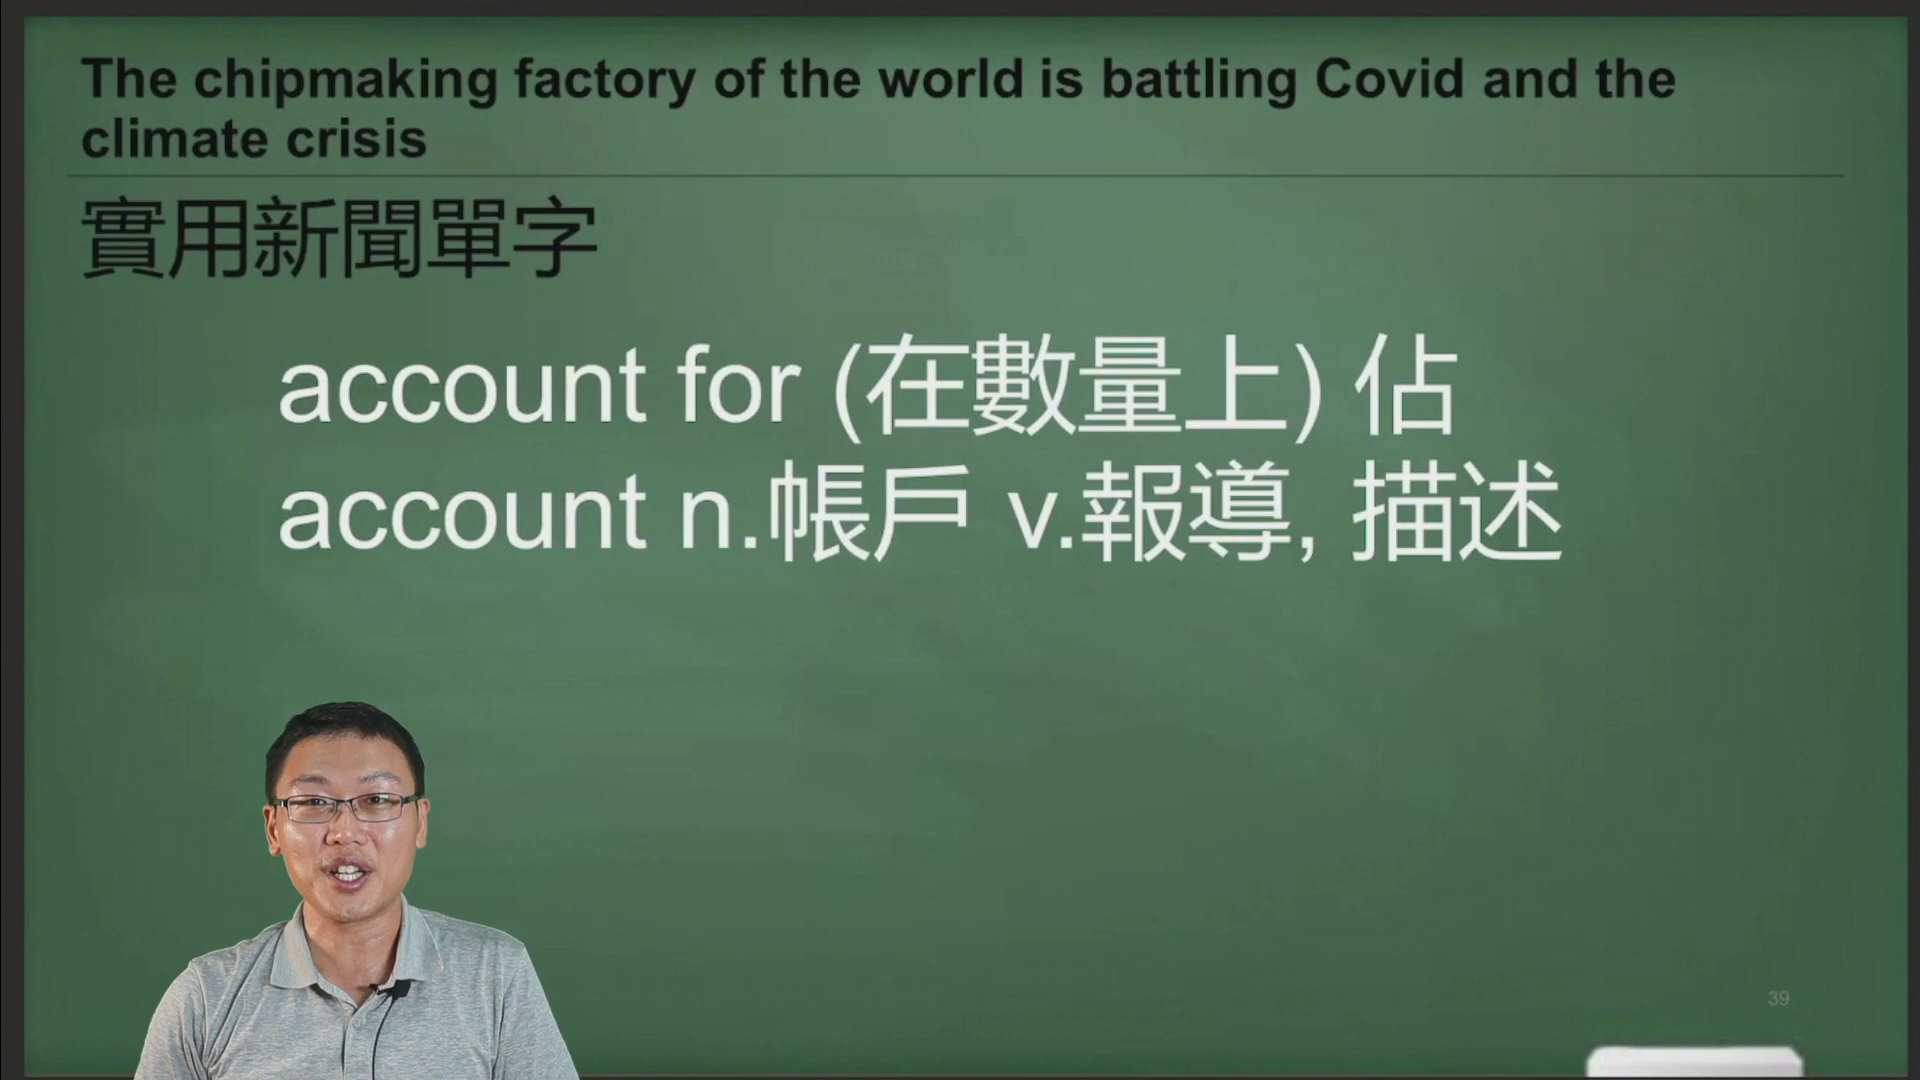 The chipmaking factory of the world is battling Covid and the
climate crisis
實用新聞單字
account for (在數量上) 佔
account n.帳戶 v.報導, 描述
39